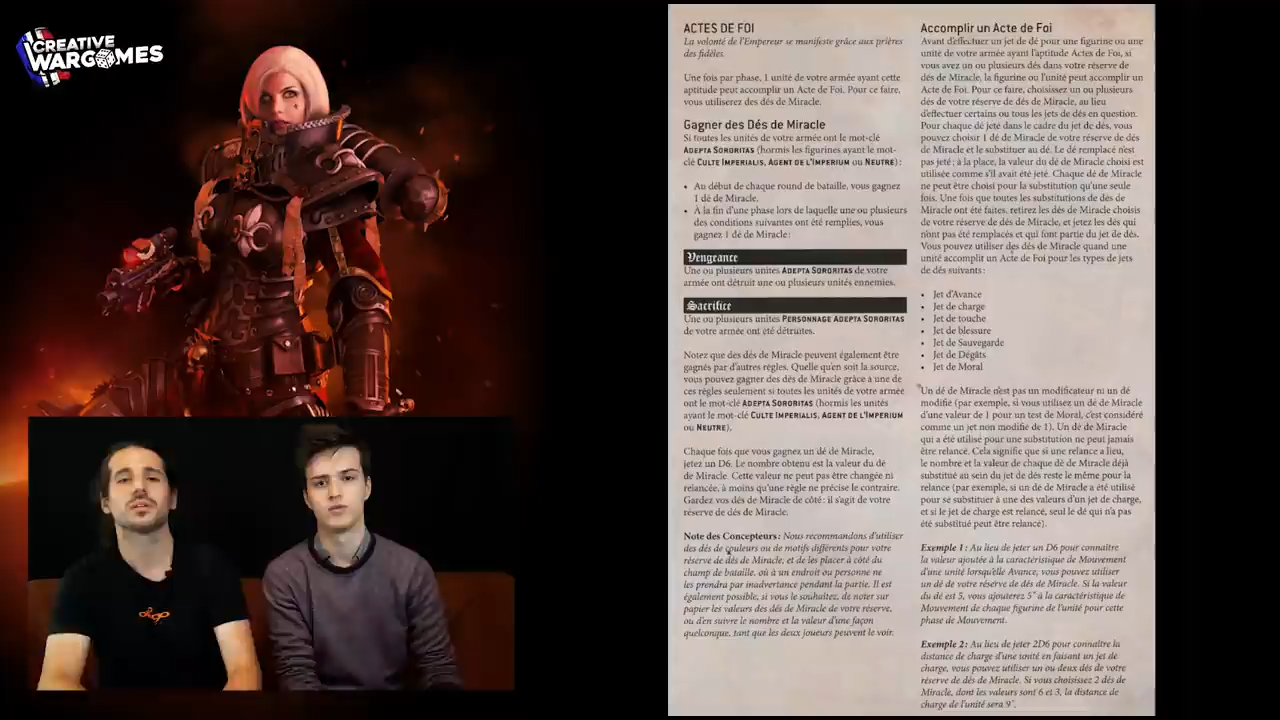 CREATIVE
WARGAMES
ACTES DE FOI
La volonté de l'Empereur se manifeste grâce aux prières
des fidèles.
Une fois par phase, 1 unité de votre armée ayant cette
aptitude peut accomplir un Acte de Foi. Pour ce faire,
vous utiliserez des dés de Miracle.
Gagner des Dés de Miracle
Si toutes les unités de votre armée ont le mot-clé
ADEPTA SORORITAS (hormis les figurines ayant le mot-
clé CULTE IMPERIALIS, AGENT DE L'IMPERIUM ou NEUTRE) :
• Au début de chaque round de bataille, vous gagnez
1 dé de Miracle.
• À la fin d'une phase lors de laquelle une ou plusieurs
des conditions suivantes ont été remplies, vous
gagnez 1 dé de Miracle :
Vengeance
Une ou plusieurs unités ADEPTA SORORITAS de votre
armée ont détruit une ou plusieurs unités ennemies.
Sacrifice
Une ou plusieurs unités PERSONNAGE ADEPTA SORORITAS
de votre armée ont été détruites.
Notez que des dés de Miracle peuvent également être
gagnés par d'autres règles. Quelle qu'en soit la source,
vous pouvez gagner des dés de Miracle grâce à une de
ces règles seulement si toutes les unités de votre armée
ont le mot-clé ADEPTA SORORITAS (hormis les unités
ayant le mot-clé CULTE IMPERIALIS, AGENT DE L'IMPERIUM
ou NEUTRE).
Chaque fois que vous gagnez un dé de Miracle,
jetez un D6. Le nombre obtenu est la valeur du dé
de Miracle. Cette valeur ne peut pas être changée ni
relancée, à moins qu'une règle ne précise le contraire.
Gardez vos dés de Miracle de côté : il s'agit de votre
réserve de dés de Miracle.
Note des Concepteurs : Nous recommandons d'utiliser
des dés de couleurs ou de motifs différents pour votre
réserve de dés de Miracle, et de les placer à côté du
champ de bataille, où à un endroit ou personne ne
les prendra par inadvertance pendant la partie. Il est
également possible, si vous le souhaitez, de noter sur
papier les valeurs des dés de Miracle de votre réserve,
ou d'en suivre le nombre et la valeur d'une façon
quelconque, tant que les deux joueurs peuvent le voir.
Accomplir un Acte de Foi
Avant d'effectuer un jet de dé pour une figurine ou une
unité de votre armée ayant l'aptitude Actes de Foi, si
vous avez un ou plusieurs dés dans votre réserve de
dés de Miracle, la figurine ou l'unité peut accomplir un
Acte de Foi. Pour ce faire, choisissez un ou plusieurs
dés de votre réserve de dés de Miracle, au lieu
d'effectuer certains ou tous les jets de dés en question.
Pour chaque dé jeté dans le cadre du jet de dés, vous
pouvez choisir 1 dé de Miracle de votre réserve de dés
de Miracle et le substituer au dé. Le dé remplacé n'est
pas jeté ; à la place, la valeur du dé de Miracle choisi est
utilisée comme s'il avait été jeté. Chaque dé de Miracle
ne peut être choisi pour la substitution qu'une seule
fois. Une fois que toutes les substitutions de dés de
Miracle ont été faites, retirez les dés de Miracle choisis
de votre réserve de dés de Miracle, et jetez les dés qui
n'ont pas été remplacés et qui font partie du jet de dés.
Vous pouvez utiliser des dés de Miracle quand une
unité accomplit un Acte de Foi pour les types de jets
de dés suivants :
• Jet d'Avance
• Jet de charge
• Jet de touche
• Jet de blessure
• Jet de Sauvegarde
• Jet de Dégâts
• Jet de Moral
Un dé de Miracle n'est pas un modificateur ni un dé
modifié (par exemple, si vous utilisez un dé de Miracle
d'une valeur de 1 pour un test de Moral, c'est considéré
comme un jet non modifié de 1). Un dé de Miracle
qui a été utilisé pour une substitution ne peut jamais
être relancé. Cela signifie que si une relance a lieu,
le nombre et la valeur de chaque dé de Miracle déjà
substitué au sein du jet de dés reste le même pour la
relance (par exemple, si un dé de Miracle a été utilisé
pour se substituer à une des valeurs d'un jet de charge,
et si le jet de charge est relancé, seul le dé qui n'a pas
été substitué peut être relancé).
Exemple 1 : Au lieu de jeter un D6 pour connaître
la valeur ajoutée à la caractéristique de Mouvement
d'une unité lorsqu'elle Avance, vous pouvez utiliser
un dé de votre réserve de dés de Miracle. Si la valeur
du dé est 5, vous ajouterez 5" à la caractéristique de
Mouvement de chaque figurine de l'unité pour cette
phase de Mouvement.
Exemple 2 : Au lieu de jeter 2D6 pour connaître la
distance de charge d'une unité en faisant un jet de
charge, vous pouvez utiliser un ou deux dés de votre
réserve de dés de Miracle. Si vous choisissez 2 dés de
Miracle, dont les valeurs sont 6 et 3, la distance de
charge de l'unité sera 9".